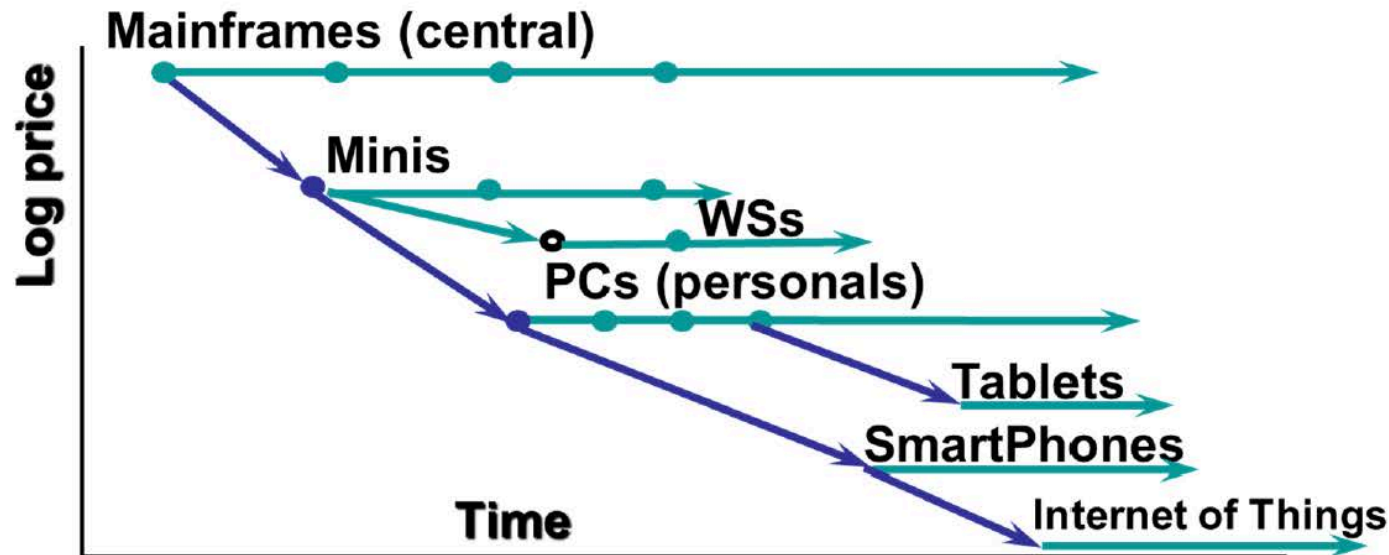 Mainframes (central)
Log price
Minis
WSs
PCs (personals)
Tablets
SmartPhones
Internet of Things
Time